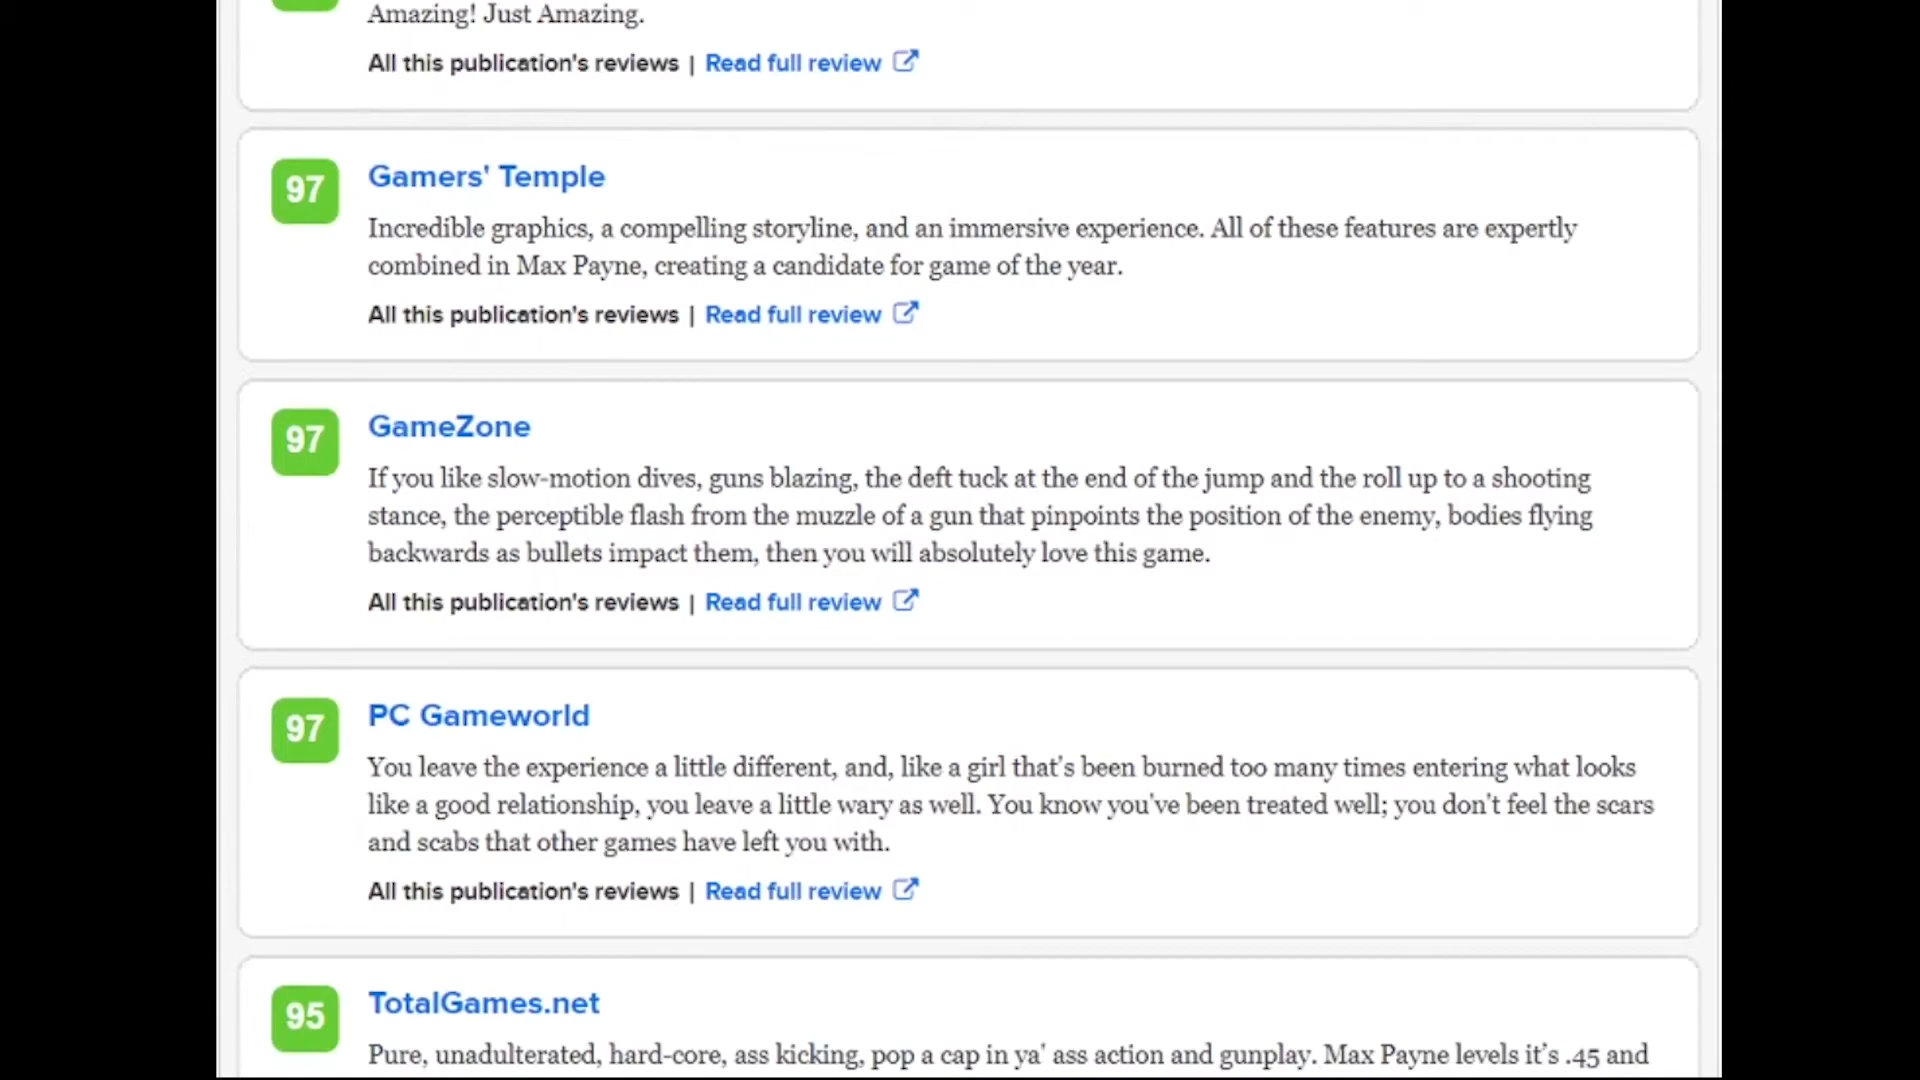 Amazing! Just Amazing.
All this publication's reviews | Read full review
97
Gamers' Temple
Incredible graphics, a compelling storyline, and an immersive experience. All of these features are expertly
combined in Max Payne, creating a candidate for game of the year.
All this publication's reviews | Read full review
97
GameZone
If you like slow-motion dives, guns blazing, the deft tuck at the end of the jump and the roll up to a shooting
stance, the perceptible flash from the muzzle of a gun that pinpoints the position of the enemy, bodies flying
backwards as bullets impact them, then you will absolutely love this game.
All this publication's reviews | Read full review
97
PC Gameworld
You leave the experience a little different, and, like a girl that's been burned too many times entering what looks
like a good relationship, you leave a little wary as well. You know you've been treated well; you don't feel the scars
and scabs that other games have left you with.
All this publication's reviews | Read full review
95
TotalGames.net
Pure, unadulterated, hard-core, ass kicking, pop a cap in ya' ass action and gunplay. Max Payne levels it's .45 and